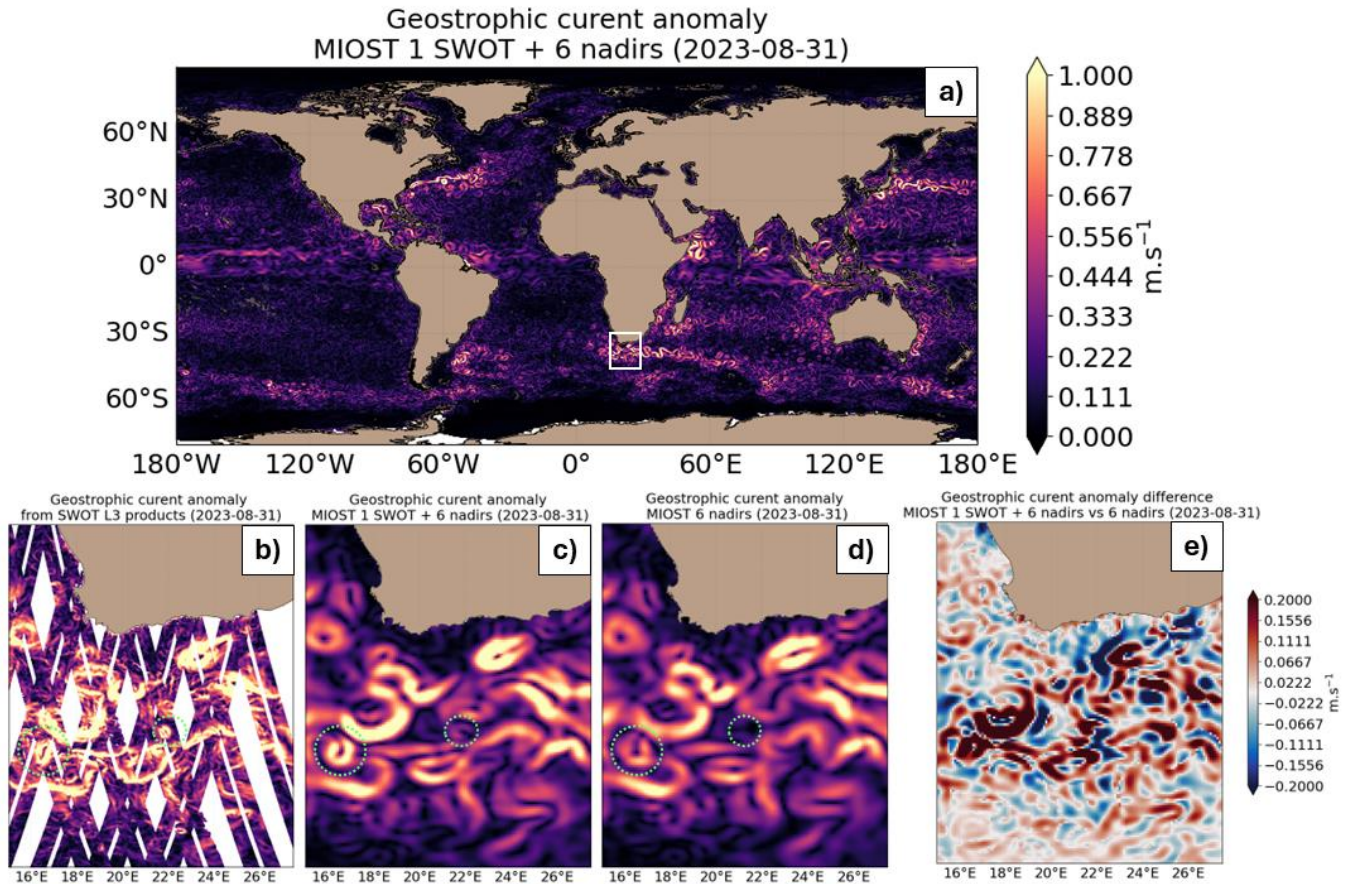 Geostrophic curent anomaly
MIOST 1 SWOT + 6 nadirs (2023-08-31)
a)
60°N
30°N
0°
30°S
60°S
180°W 120°W 60°W 0° 60°E 120°E 180°E
1.000
0.889
0.778
0.667
0.556
0.444
0.333
0.222
0.111
0.000
m.s⁻¹
Geostrophic curent anomaly
from SWOT L3 products (2023-08-31)
b)
16°E 18°E 20°E 22°E 24°E 26°E
Geostrophic curent anomaly
MIOST 1 SWOT + 6 nadirs (2023-08-31)
c)
16°E 18°E 20°E 22°E 24°E 26°E
Geostrophic curent anomaly
MIOST 6 nadirs (2023-08-31)
d)
16°E 18°E 20°E 22°E 24°E 26°E
Geostrophic curent anomaly difference
MIOST 1 SWOT + 6 nadirs vs 6 nadirs (2023-08-31)
e)
16°E 18°E 20°E 22°E 24°E 26°E
0.2000
0.1556
0.1111
0.0667
0.0222
−0.0222
−0.0667
−0.1111
−0.1556
−0.2000
m.s⁻¹